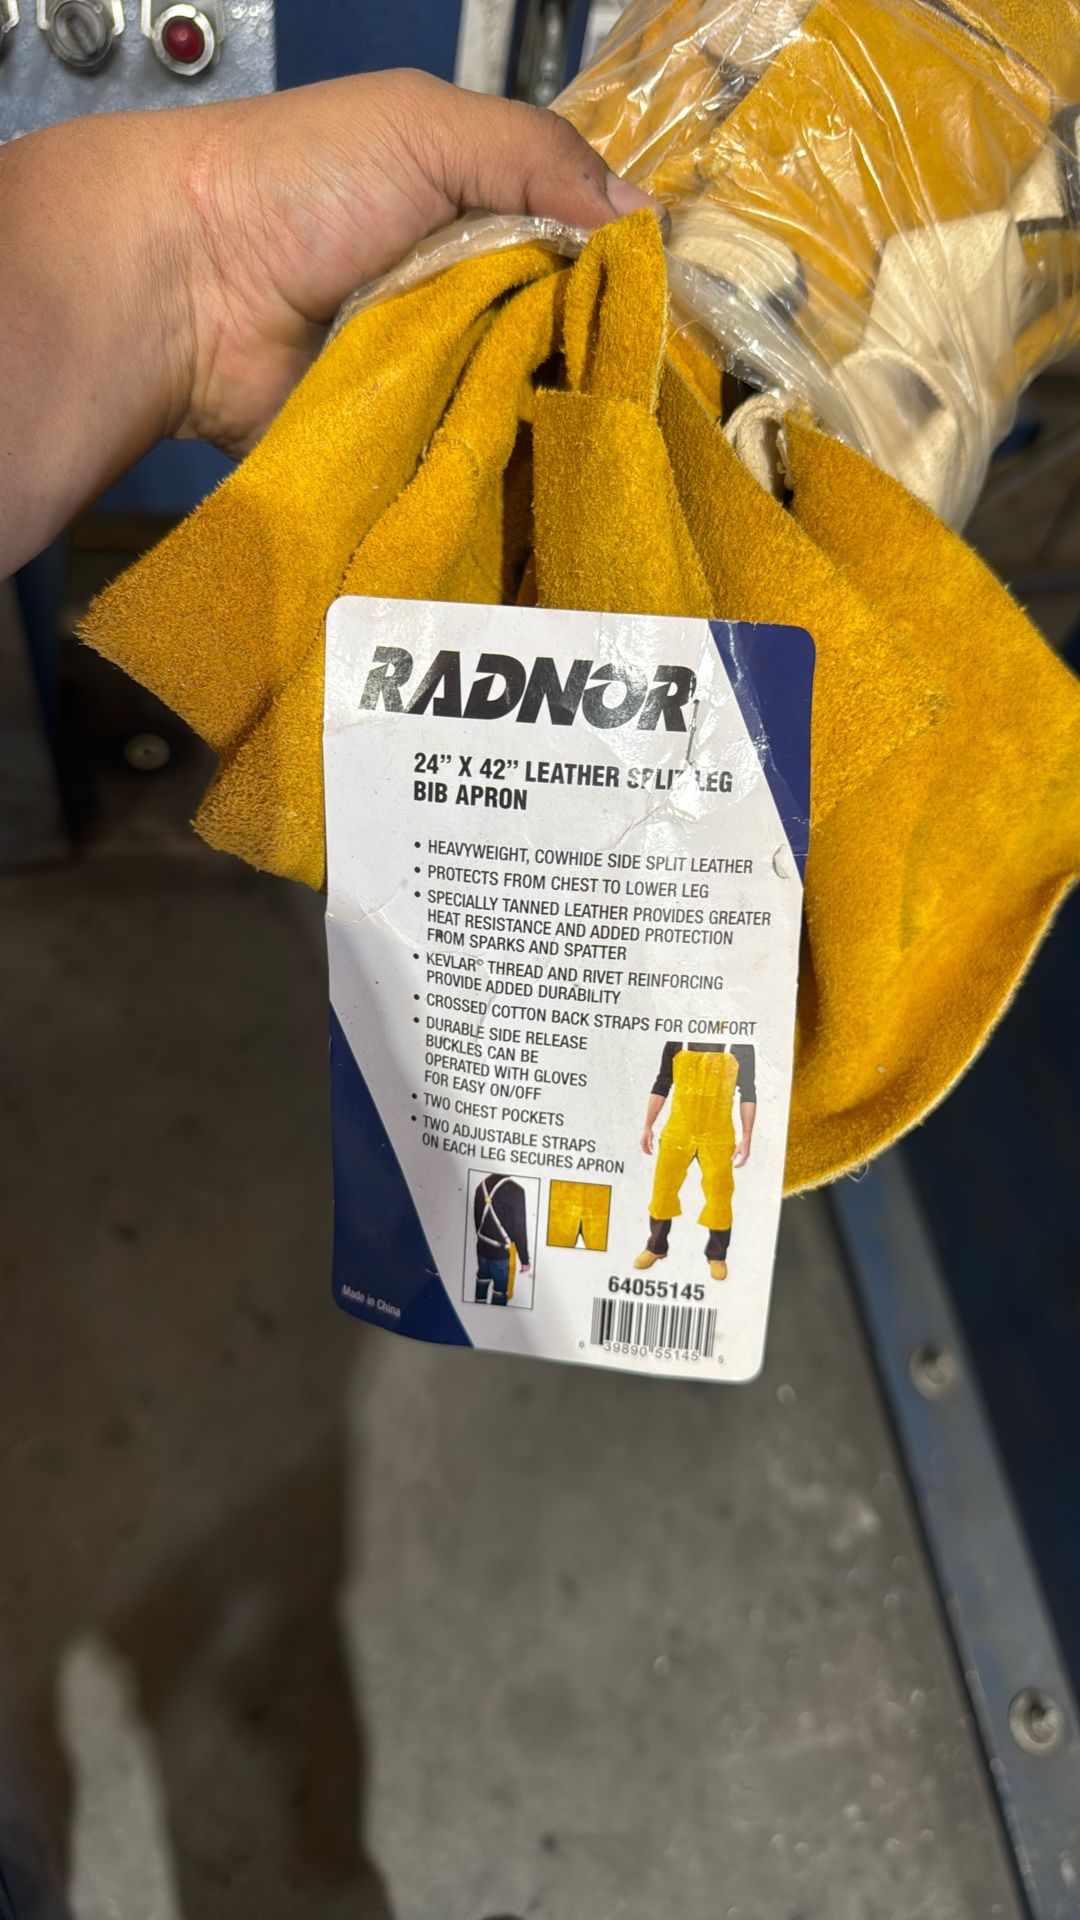 RADNOR
24” X 42” LEATHER SPLIT LEG
BIB APRON
• HEAVYWEIGHT, COWHIDE SIDE SPLIT LEATHER
• PROTECTS FROM CHEST TO LOWER LEG
• SPECIALLY TANNED LEATHER PROVIDES GREATER
HEAT RESISTANCE AND ADDED PROTECTION
FROM SPARKS AND SPATTER
• KEVLAR® THREAD AND RIVET REINFORCING
PROVIDE ADDED DURABILITY
• CROSSED COTTON BACK STRAPS FOR COMFORT
• DURABLE SIDE RELEASE
BUCKLES CAN BE
OPERATED WITH GLOVES
FOR EASY ON/OFF
• TWO CHEST POCKETS
• TWO ADJUSTABLE STRAPS
ON EACH LEG SECURES APRON
64055145
6 39890 55145 5
Made in China